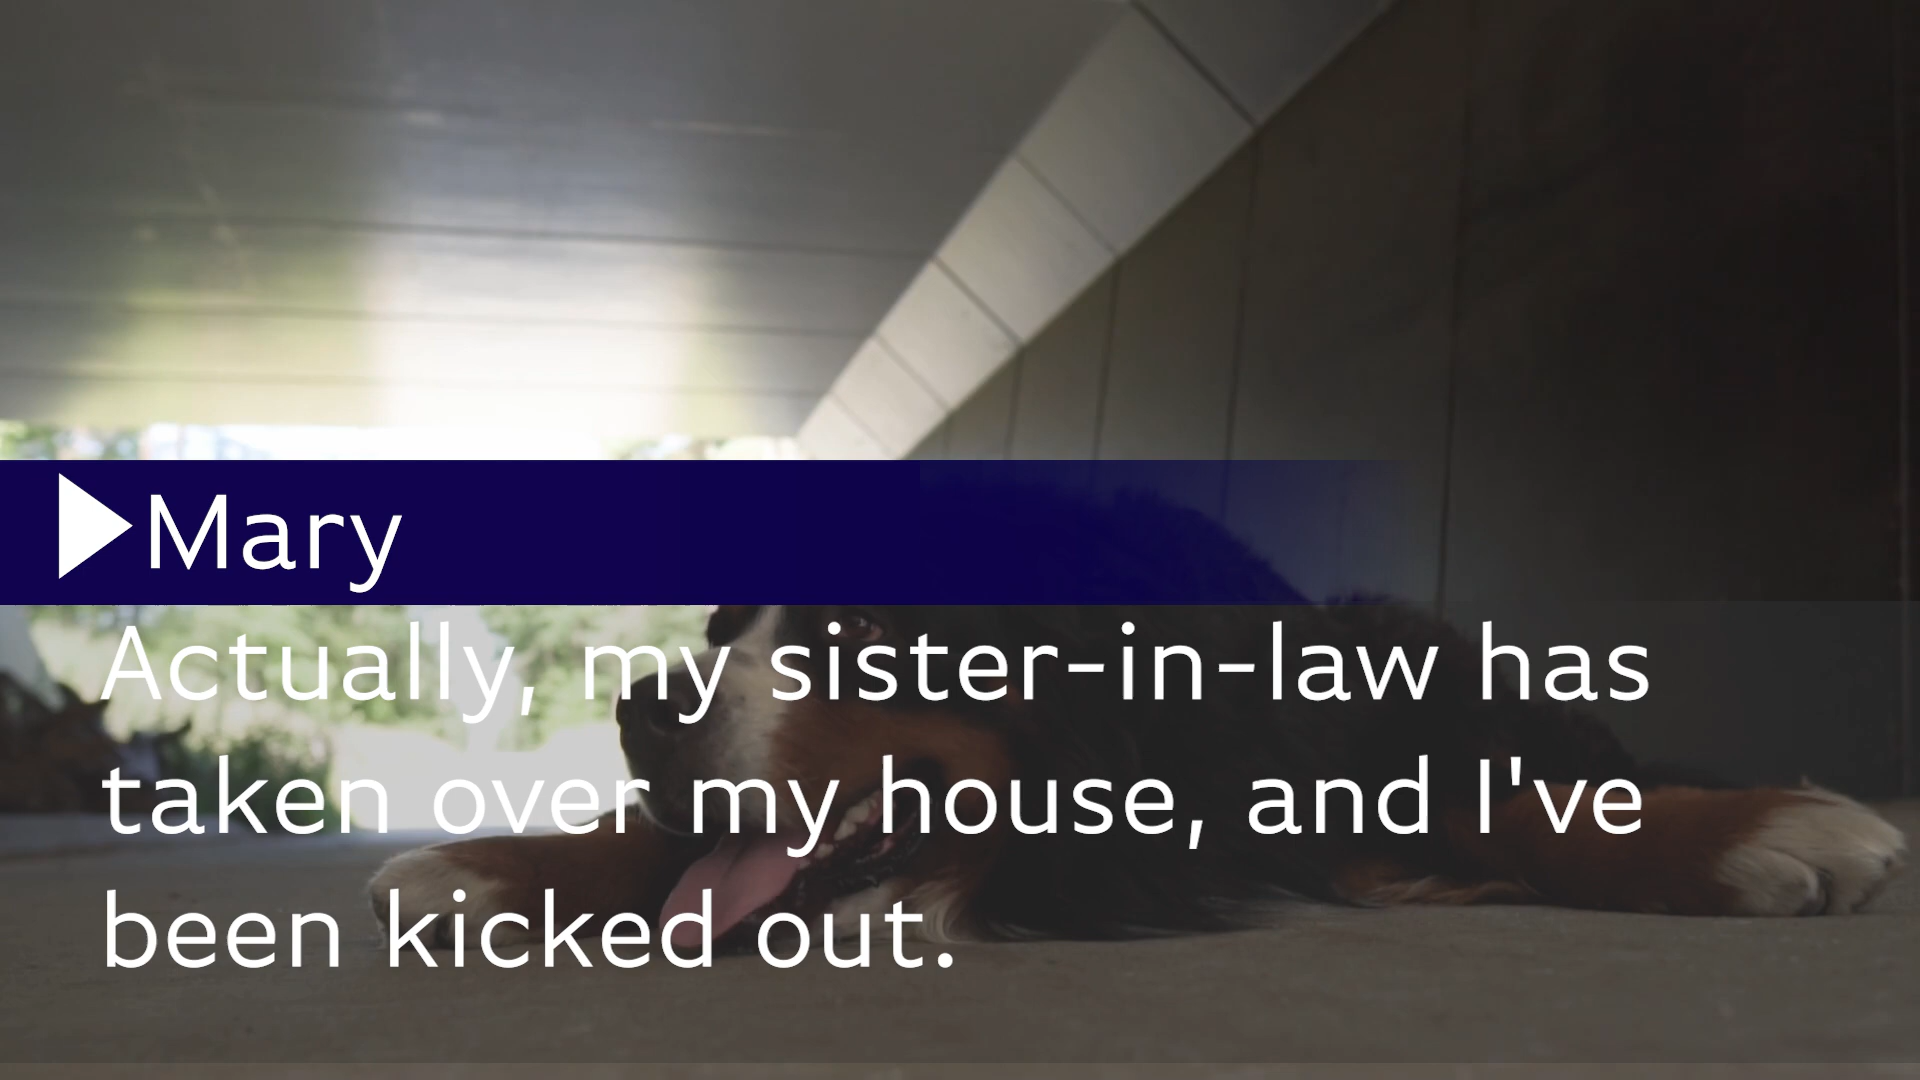 Mary
Actually, my sister-in-law has
taken over my house, and I've
been kicked out.